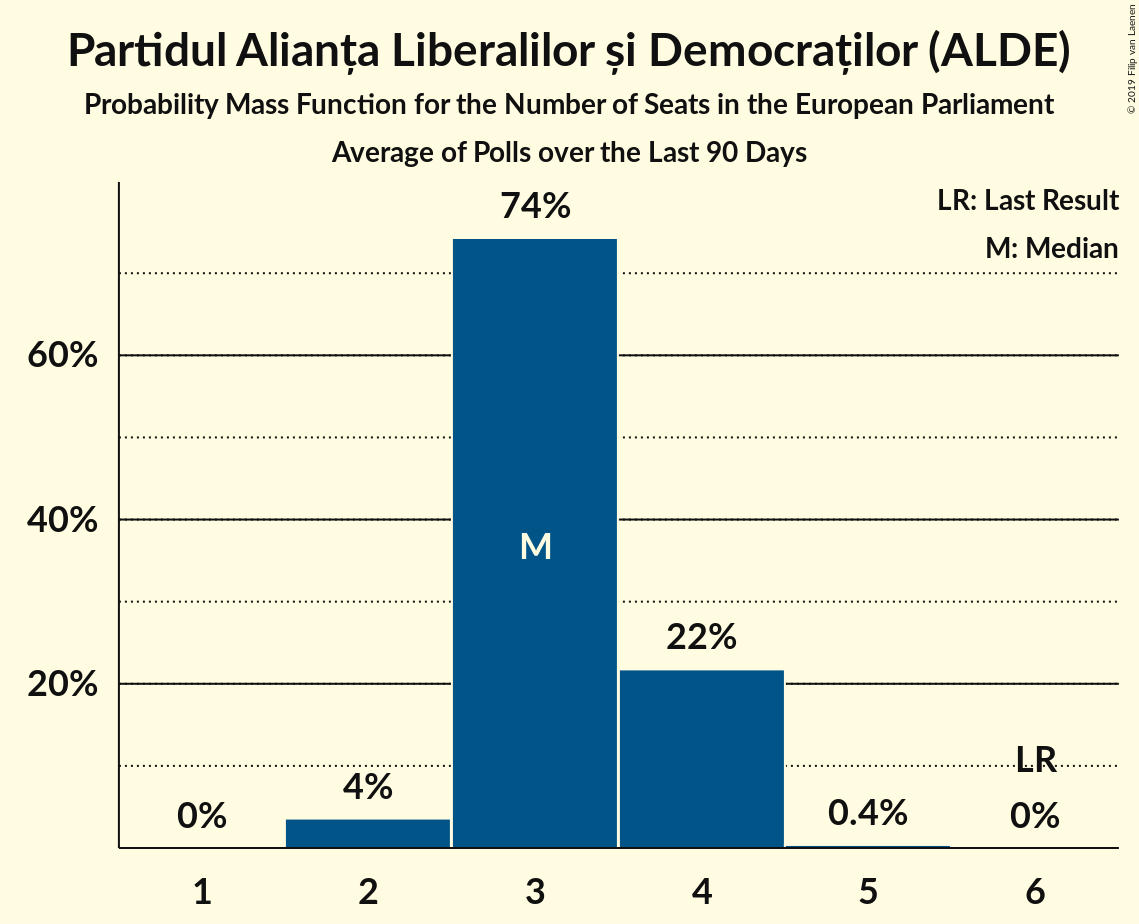 Partidul Alianța Liberalilor și Democraților (ALDE)
Probability Mass Function for the Number of Seats in the European Parliament
Average of Polls over the Last 90 Days
© 2019 Filip van Laenen
LR: Last Result
M: Median
74%
60%
40%
20%
M
22%
4%
0%
0.4%
LR
0%
1 2 3 4 5 6